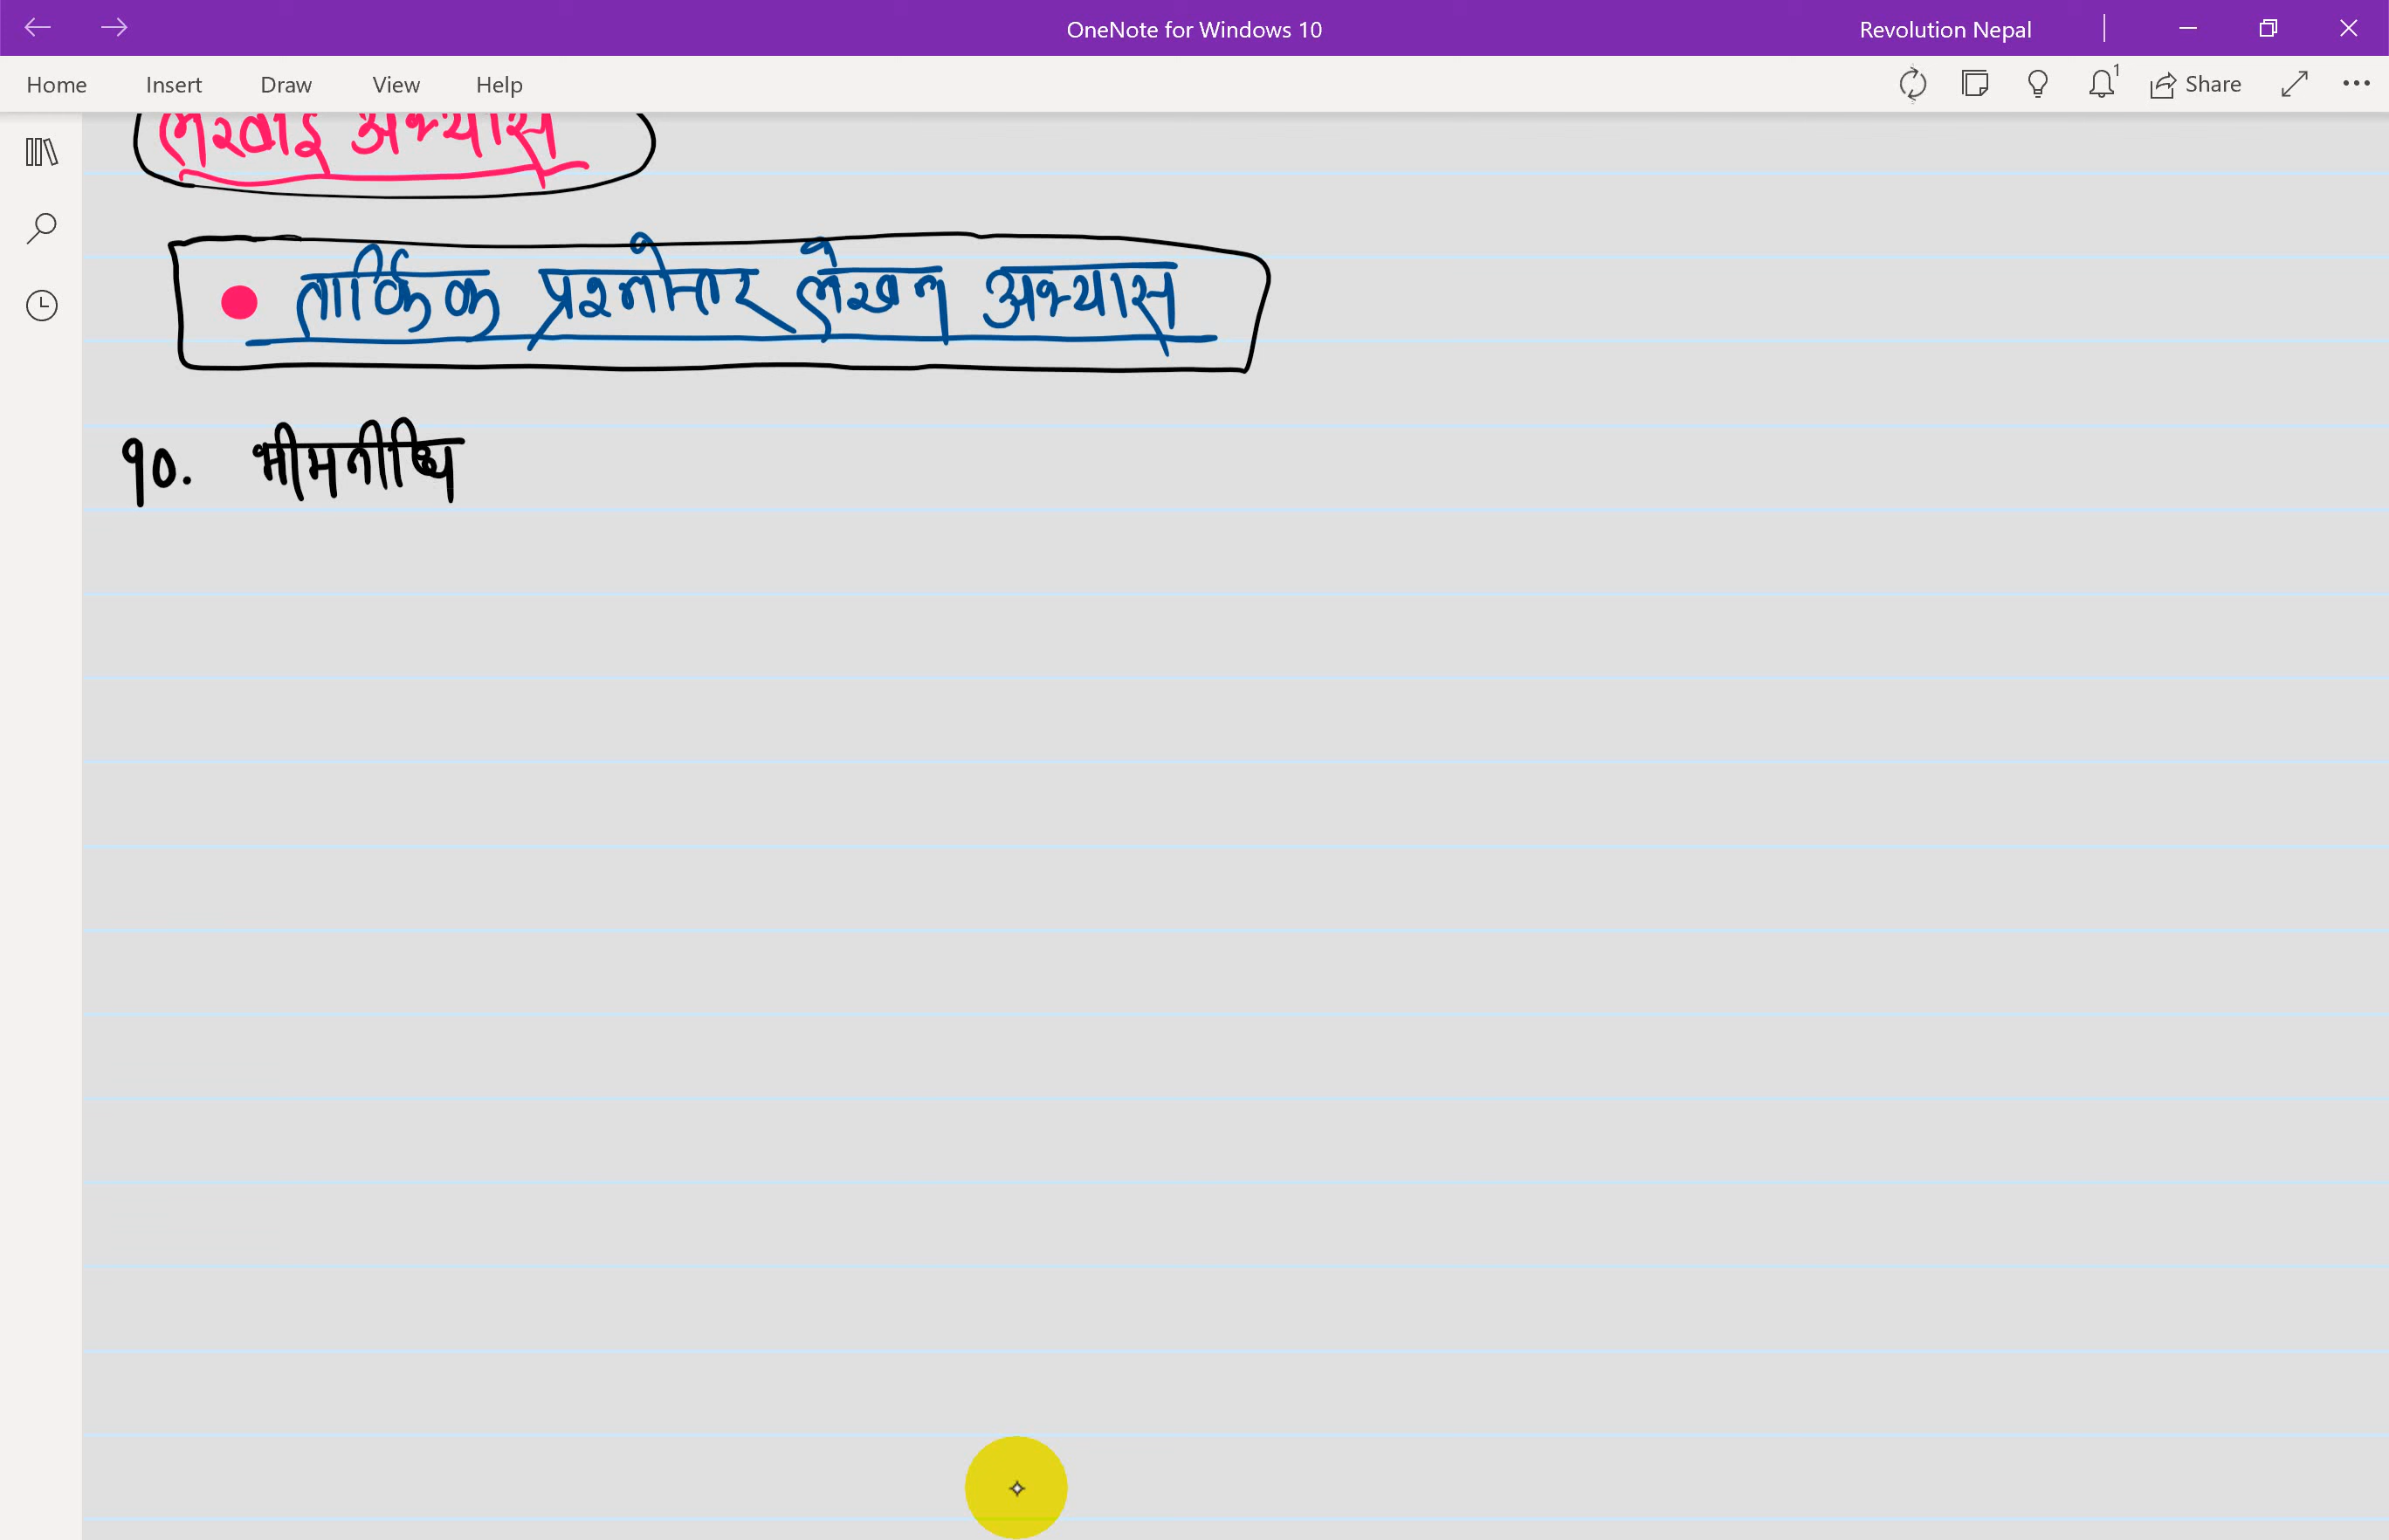 OneNote for Windows 10 Revolution Nepal
Home Insert Draw View Help 1 Share
लेखाइ अभ्यास
तार्किक प्रश्नोत्तर लेखन अभ्यास
१०. भीमनीधि